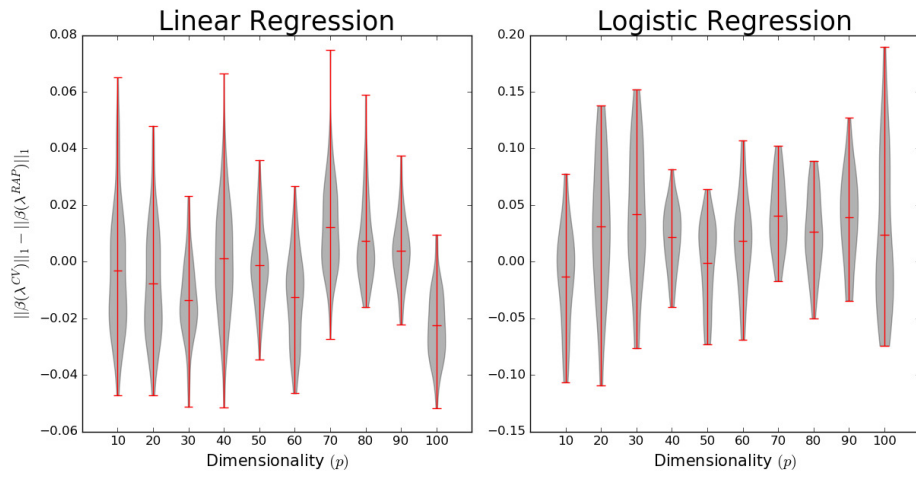 Linear Regression
Logistic Regression
||β(λ^{CV})||₁ − ||β(λ^{RAP})||₁
0.08
0.06
0.04
0.02
0.00
−0.02
−0.04
−0.06
10 20 30 40 50 60 70 80 90 100
Dimensionality (p)
0.20
0.15
0.10
0.05
0.00
−0.05
−0.10
−0.15
10 20 30 40 50 60 70 80 90 100
Dimensionality (p)